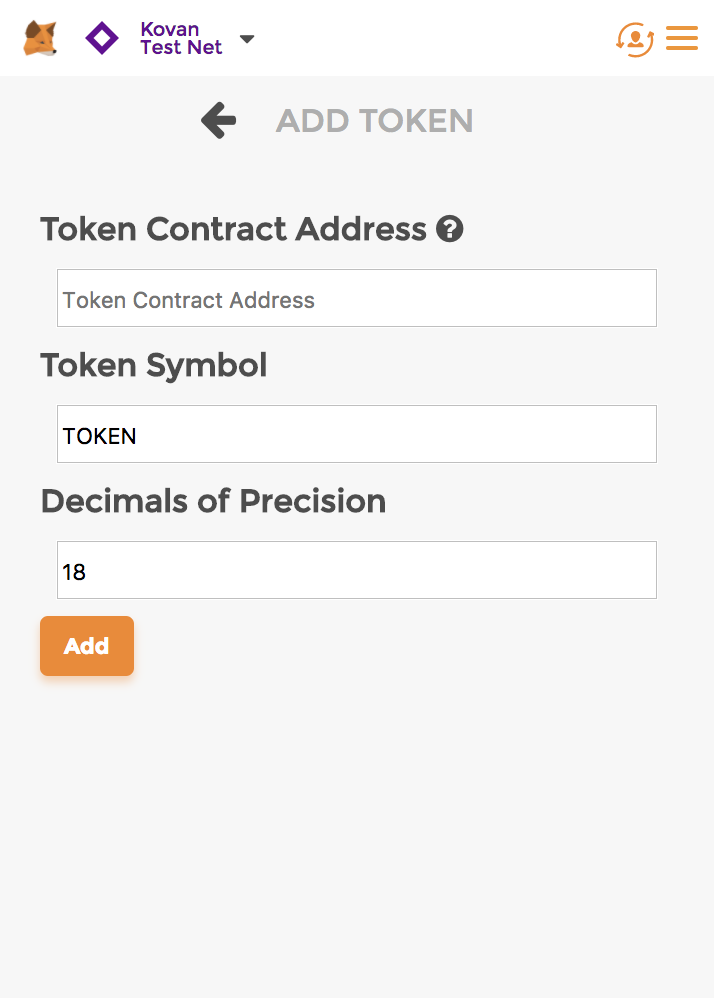 Kovan
Test Net
ADD TOKEN
Token Contract Address ?
Token Contract Address
Token Symbol
TOKEN
Decimals of Precision
18
Add